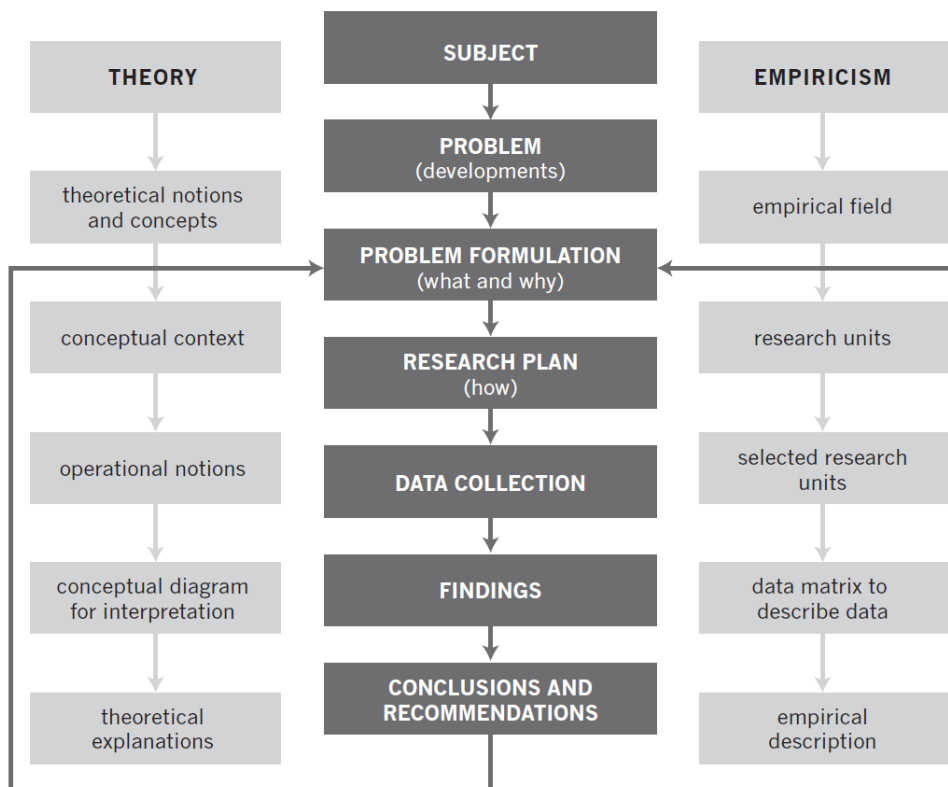 THEORY
theoretical notions
and concepts
conceptual context
operational notions
conceptual diagram
for interpretation
theoretical
explanations
SUBJECT
PROBLEM
(developments)
PROBLEM FORMULATION
(what and why)
RESEARCH PLAN
(how)
DATA COLLECTION
FINDINGS
CONCLUSIONS AND
RECOMMENDATIONS
EMPIRICISM
empirical field
research units
selected research
units
data matrix to
describe data
empirical
description